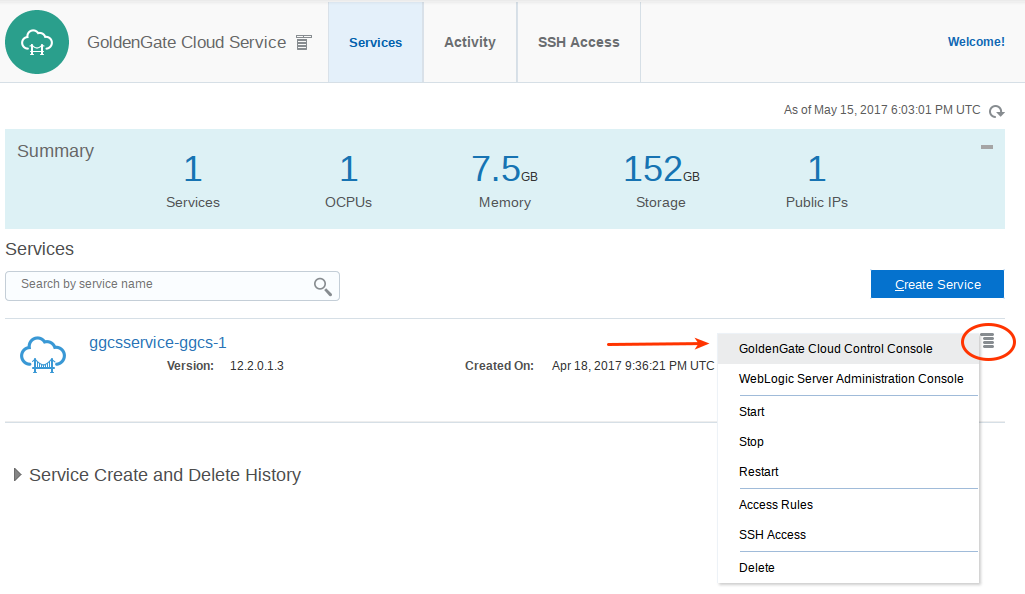 GoldenGate Cloud Service
Services
Activity
SSH Access
Welcome!
As of May 15, 2017 6:03:01 PM UTC
Summary
1
Services
1
OCPUs
7.5GB
Memory
152GB
Storage
1
Public IPs
Services
Search by service name
Create Service
ggcsservice-ggcs-1
Version: 12.2.0.1.3
Created On: Apr 18, 2017 9:36:21 PM UTC
GoldenGate Cloud Control Console
WebLogic Server Administration Console
Start
Stop
Restart
Access Rules
SSH Access
Delete
Service Create and Delete History